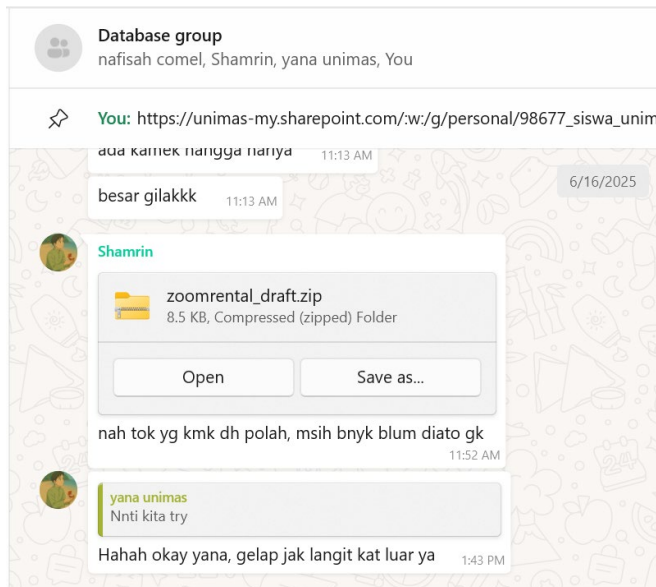 Database group
nafisah comel, Shamrin, yana unimas, You
You: https://unimas-my.sharepoint.com/:w:/g/personal/98677_siswa_unim
ada kamek nangga nanya 11:13 AM
6/16/2025
besar gilakkk 11:13 AM
Shamrin
zoomrental_draft.zip
8.5 KB, Compressed (zipped) Folder
Open Save as...
nah tok yg kmk dh polah, msih bnyk blum diato gk
11:52 AM
yana unimas
Nnti kita try
Hahah okay yana, gelap jak langit kat luar ya 1:43 PM